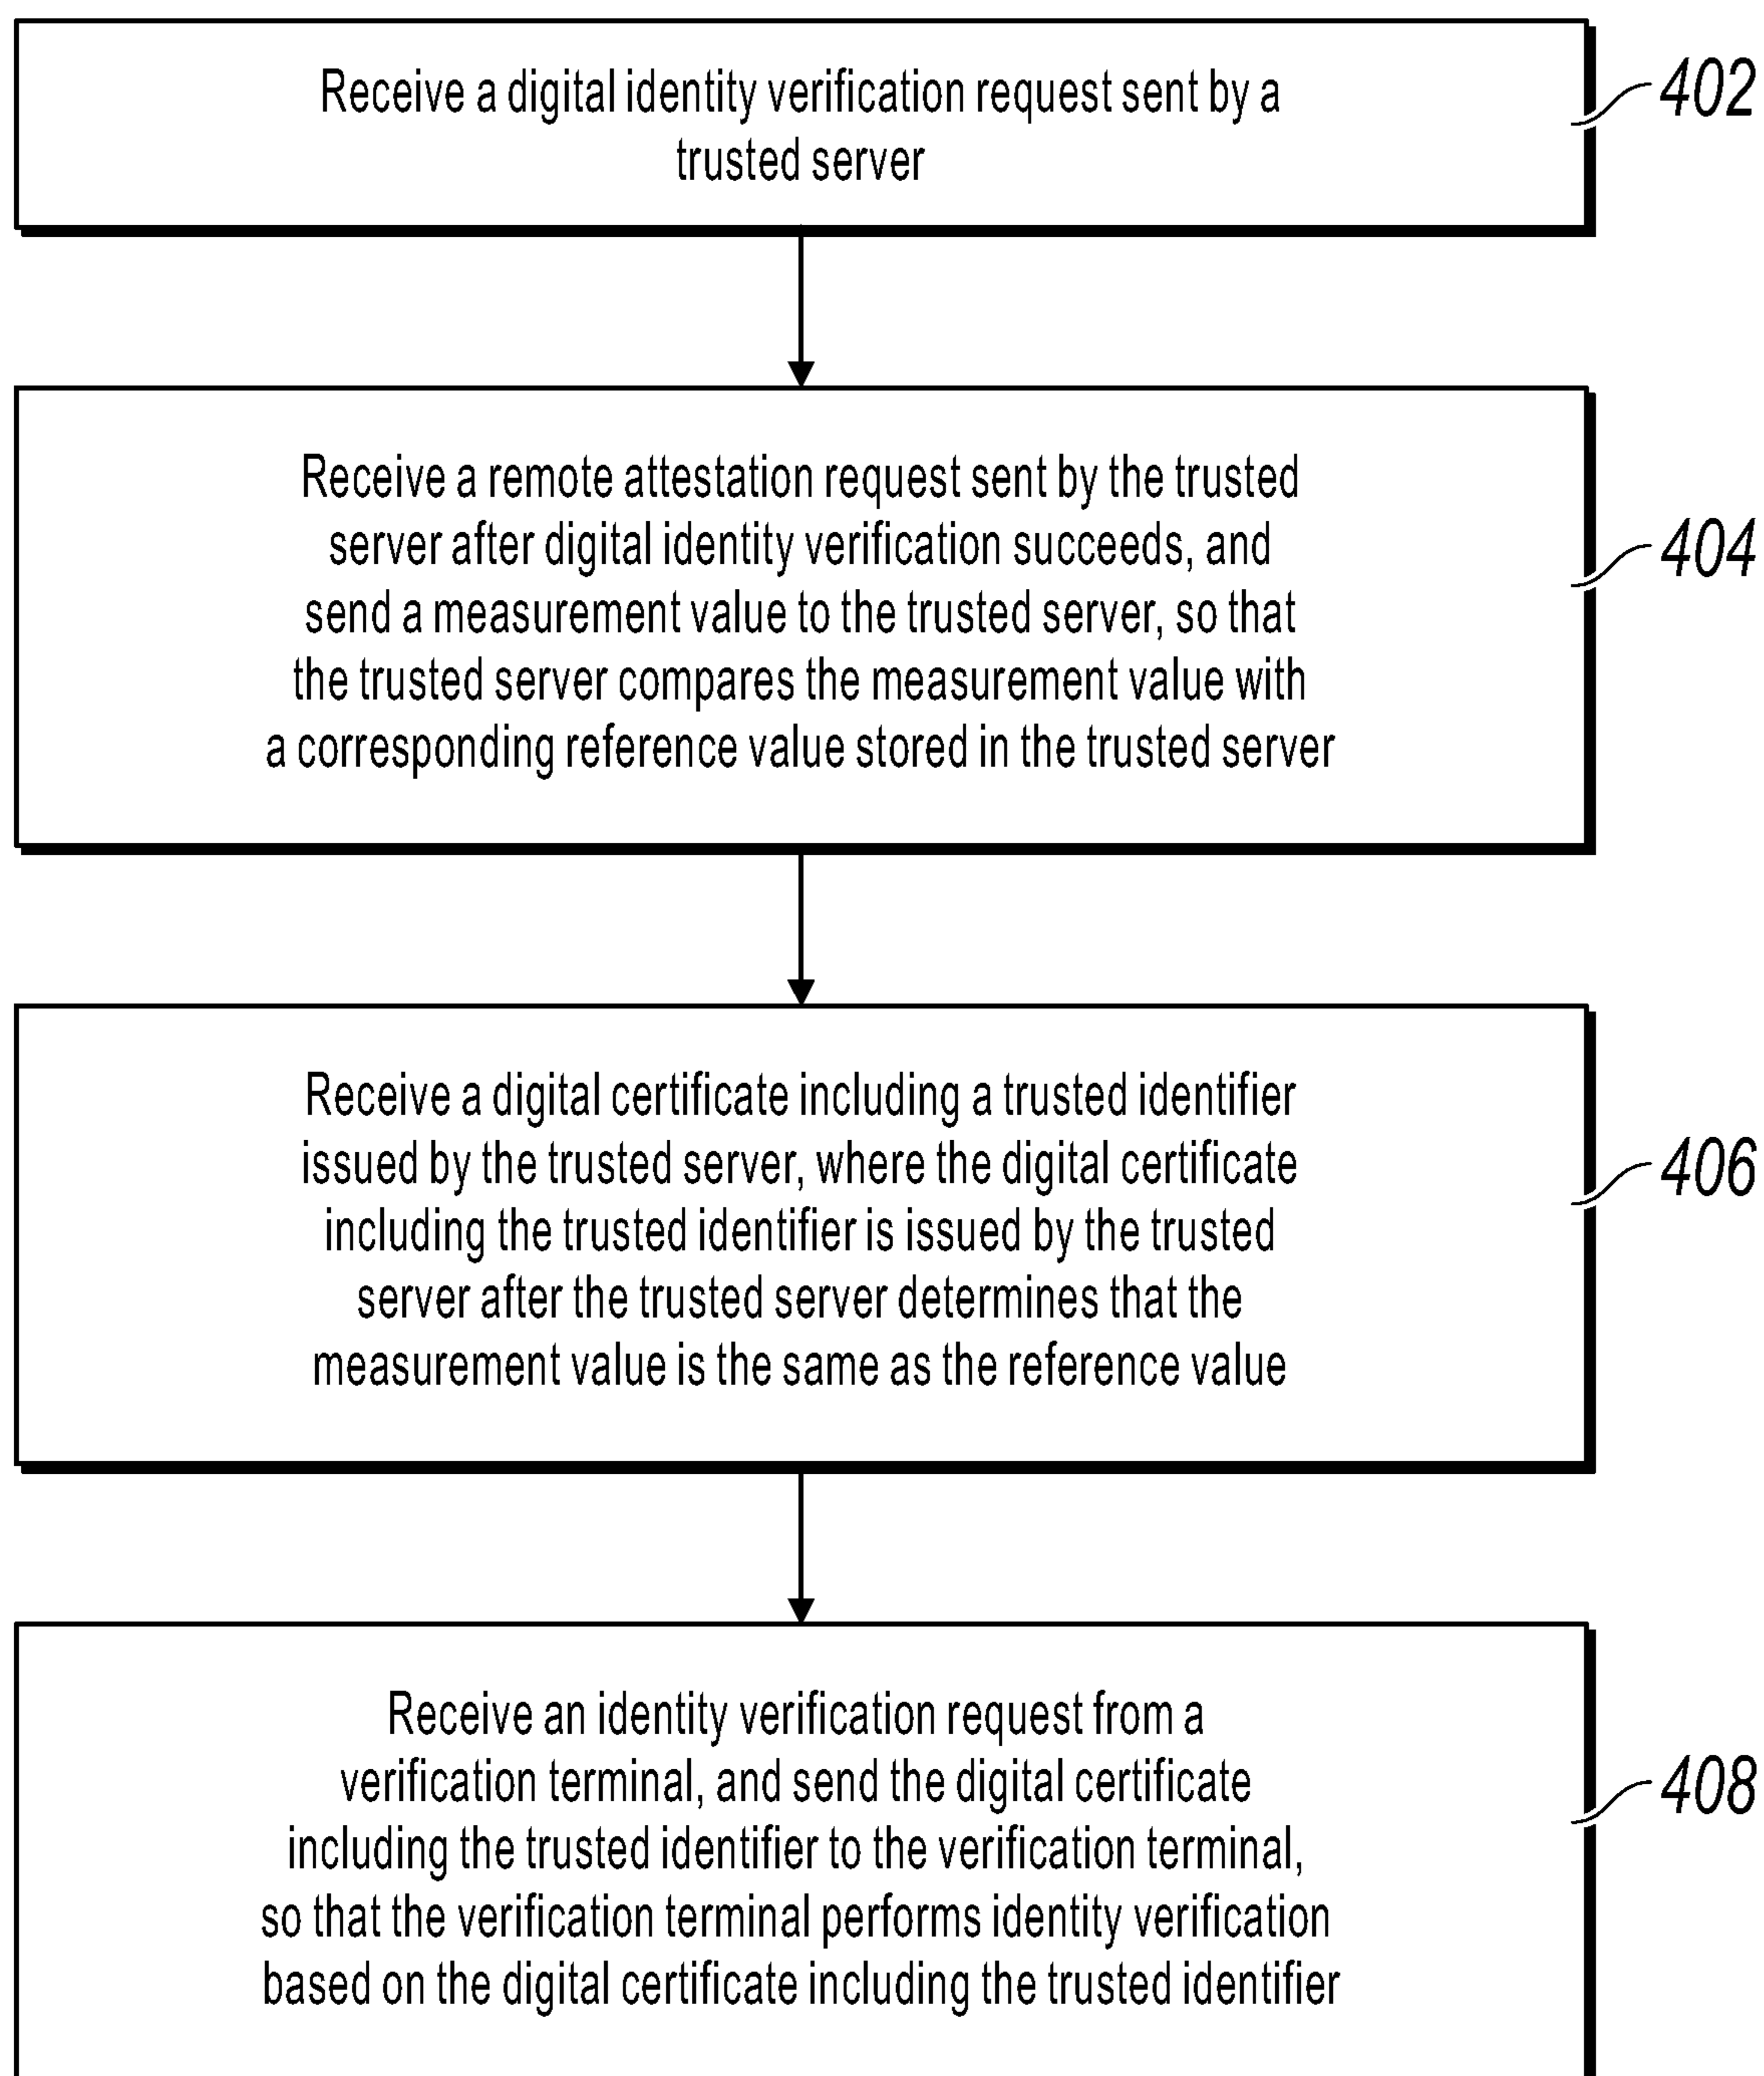 Receive a digital identity verification request sent by a
trusted server
402
Receive a remote attestation request sent by the trusted
server after digital identity verification succeeds, and
send a measurement value to the trusted server, so that
the trusted server compares the measurement value with
a corresponding reference value stored in the trusted server
404
Receive a digital certificate including a trusted identifier
issued by the trusted server, where the digital certificate
including the trusted identifier is issued by the trusted
server after the trusted server determines that the
measurement value is the same as the reference value
406
Receive an identity verification request from a
verification terminal, and send the digital certificate
including the trusted identifier to the verification terminal,
so that the verification terminal performs identity verification
based on the digital certificate including the trusted identifier
408